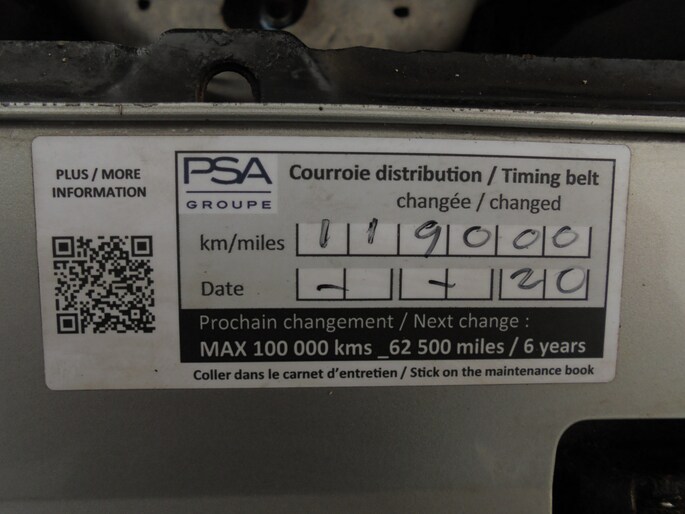 PLUS / MORE
INFORMATION
PSA
GROUPE
Courroie distribution / Timing belt
changée / changed
km/miles 119000
Date - - 20
Prochain changement / Next change :
MAX 100 000 kms _62 500 miles / 6 years
Coller dans le carnet d'entretien / Stick on the maintenance book